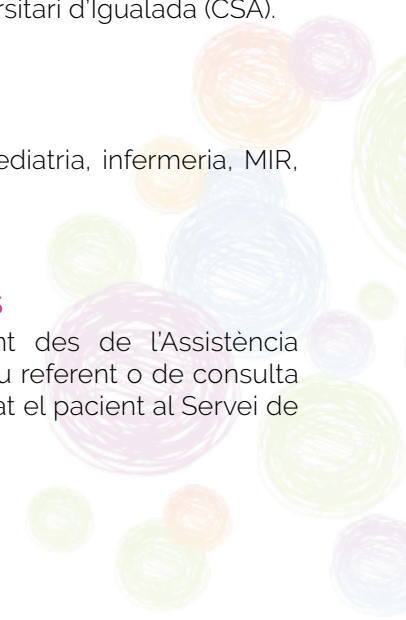 rsitari d'Igualada (CSA).
ediatria, infermeria, MIR,
s
nt des de l'Assistència
u referent o de consulta
at el pacient al Servei de